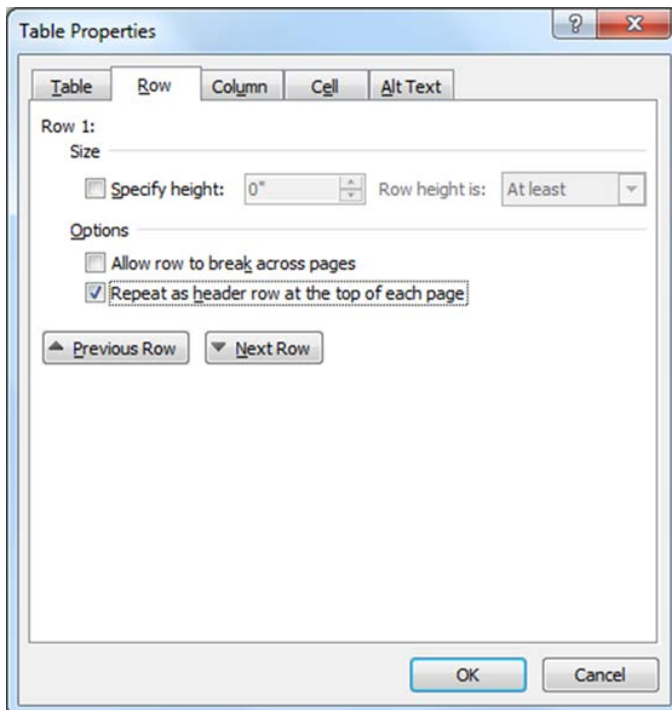 Table Properties
?
Table Row Column Cell Alt Text
Row 1:
Size
Specify height: 0" Row height is: At least
Options
Allow row to break across pages
Repeat as header row at the top of each page
Previous Row Next Row
OK Cancel